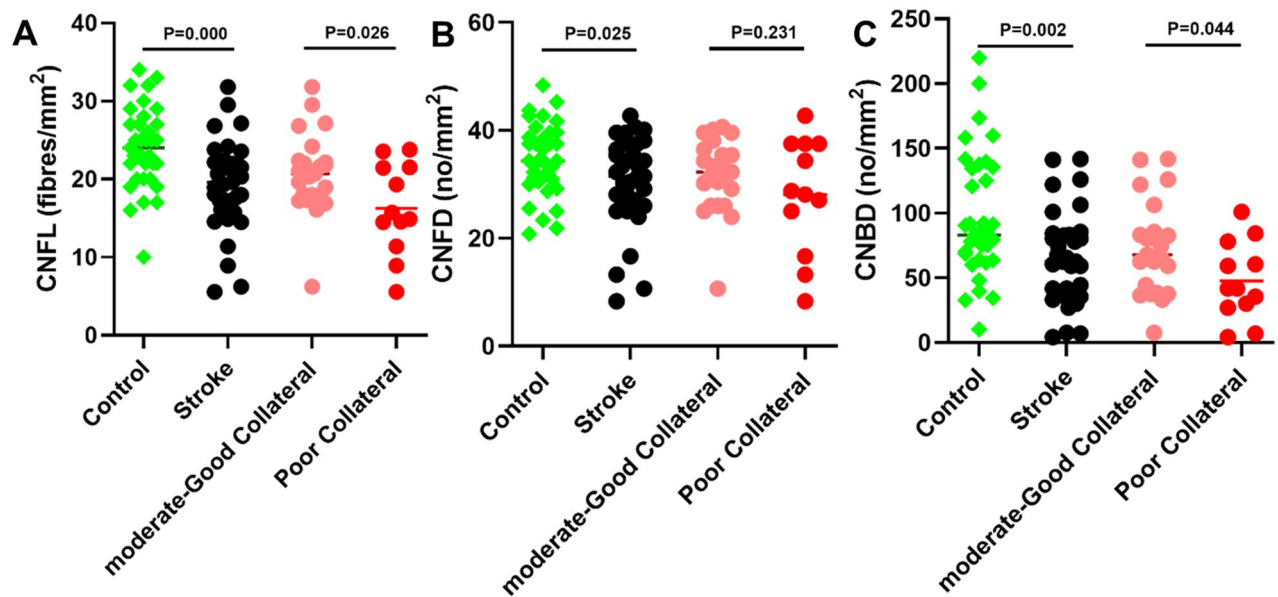 A
P=0.000
P=0.026
CNFL (fibres/mm²)
40
30
20
10
0
Control
Stroke
moderate-Good Collateral
Poor Collateral
B
P=0.025
P=0.231
CNFD (no/mm²)
60
40
20
0
Control
Stroke
moderate-Good Collateral
Poor Collateral
C
P=0.002
P=0.044
CNBD (no/mm²)
250
200
150
100
50
0
Control
Stroke
moderate-Good Collateral
Poor Collateral